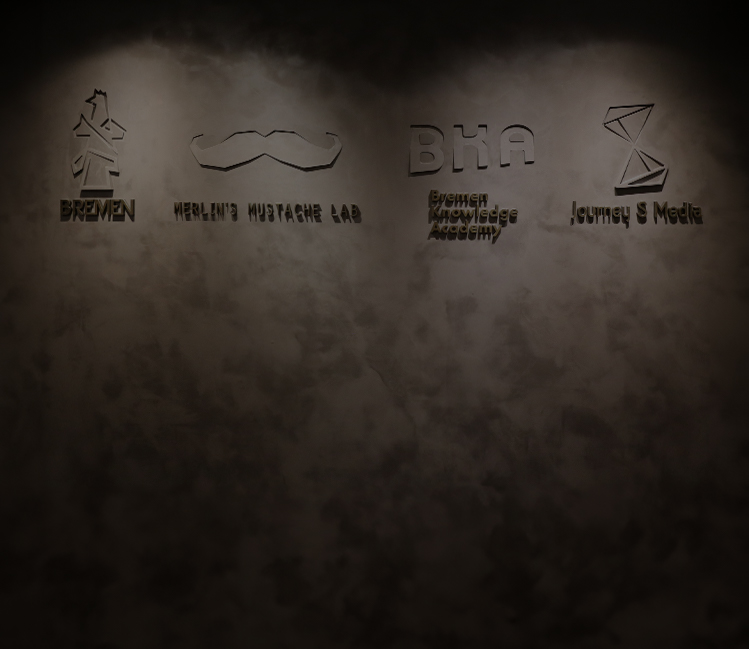 BREMEN
MERLIN'S MUSTACHE LAB
BKA
Bremen
Knowledge
Academy
Journey & Media